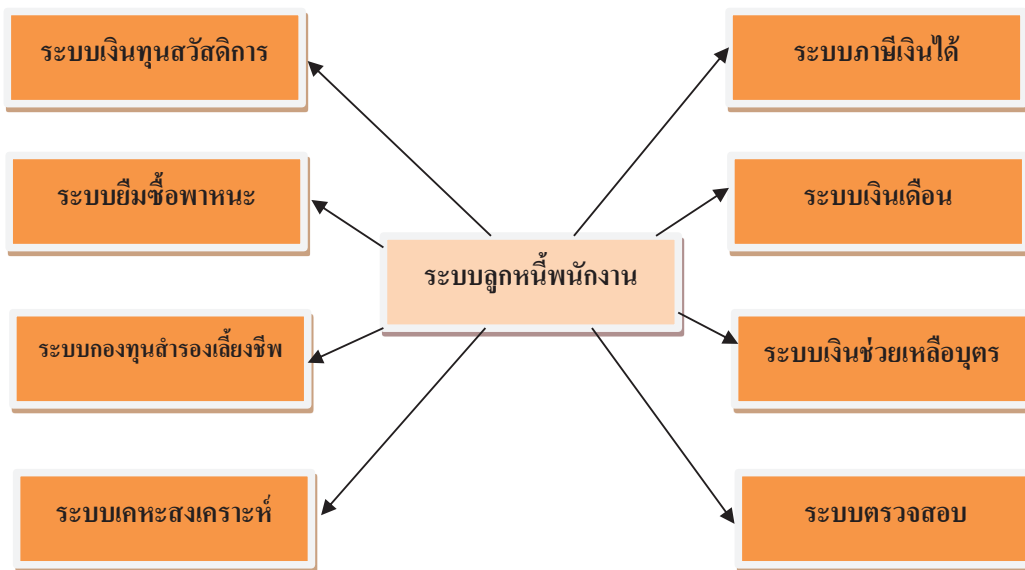 ระบบเงินทุนสวัสดิการ
ระบบภาษีเงินได้
ระบบยืมซื้อพาหนะ
ระบบเงินเดือน
ระบบลูกหนี้พนักงาน
ระบบกองทุนสำรองเลี้ยงชีพ
ระบบเงินช่วยเหลือบุตร
ระบบเคหะสงเคราะห์
ระบบตรวจสอบ